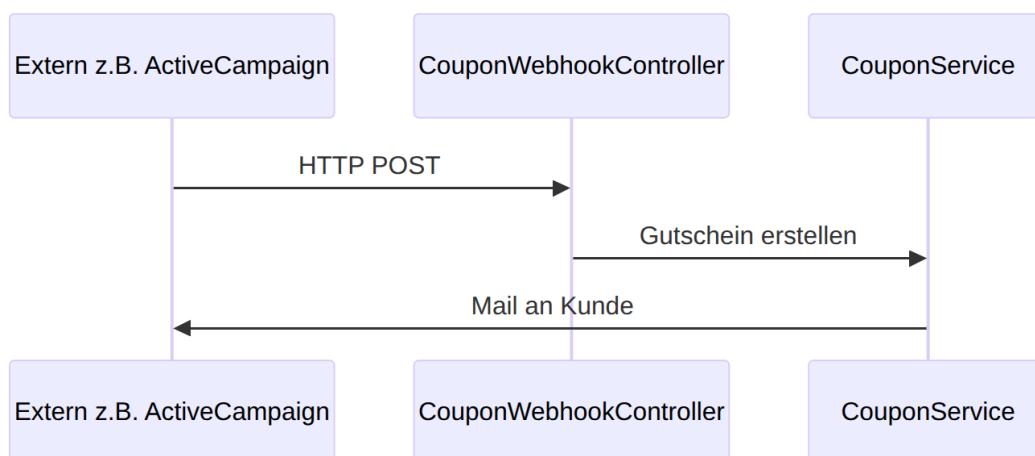 Extern z.B. ActiveCampaign
CouponWebhookController
CouponService
HTTP POST
Gutschein erstellen
Mail an Kunde
Extern z.B. ActiveCampaign
CouponWebhookController
CouponService